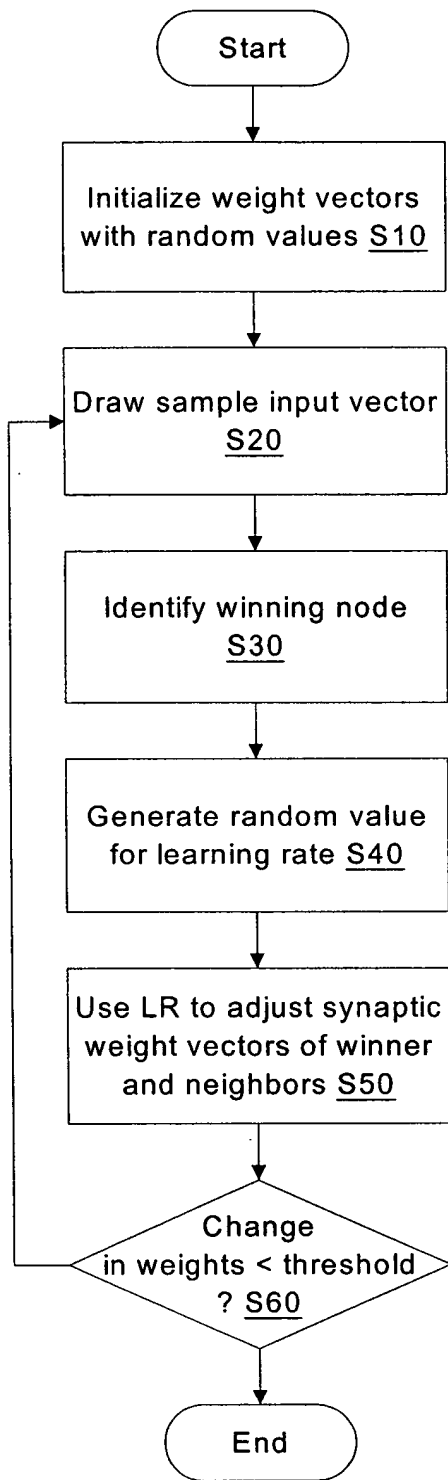 Start
Initialize weight vectors
with random values S10
Draw sample input vector
S20
Identify winning node
S30
Generate random value
for learning rate S40
Use LR to adjust synaptic
weight vectors of winner
and neighbors S50
Change
in weights < threshold
? S60
End